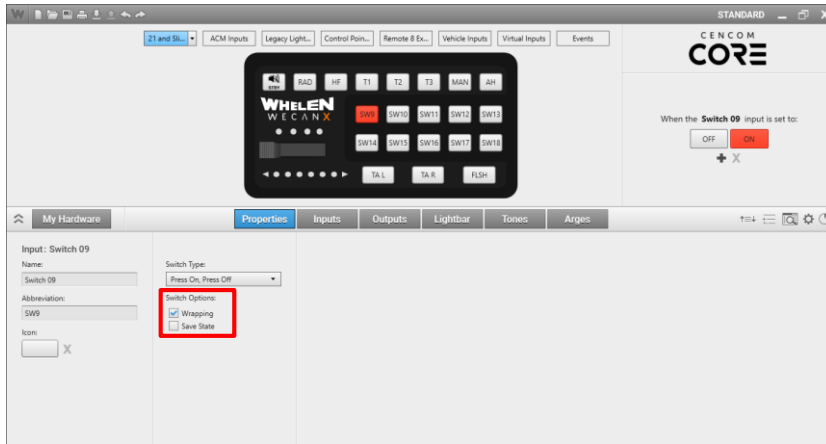 STANDARD
21 and Sli...
ACM Inputs
Legacy Light...
Control Poin...
Remote 8 Ex...
Vehicle Inputs
Virtual Inputs
Events
CENCOM
CORE
STBY
RAD
HF
T1
T2
T3
MAN
AH
WHELEN
WECANX
SW9
SW10
SW11
SW12
SW13
SW14
SW15
SW16
SW17
SW18
TA L
TA R
FLSH
When the Switch 09 input is set to:
OFF
ON
My Hardware
Properties
Inputs
Outputs
Lightbar
Tones
Arges
Input: Switch 09
Name:
Switch 09
Abbreviation:
SW9
Icon:
X
Switch Type:
Press On, Press Off
Switch Options:
Wrapping
Save State